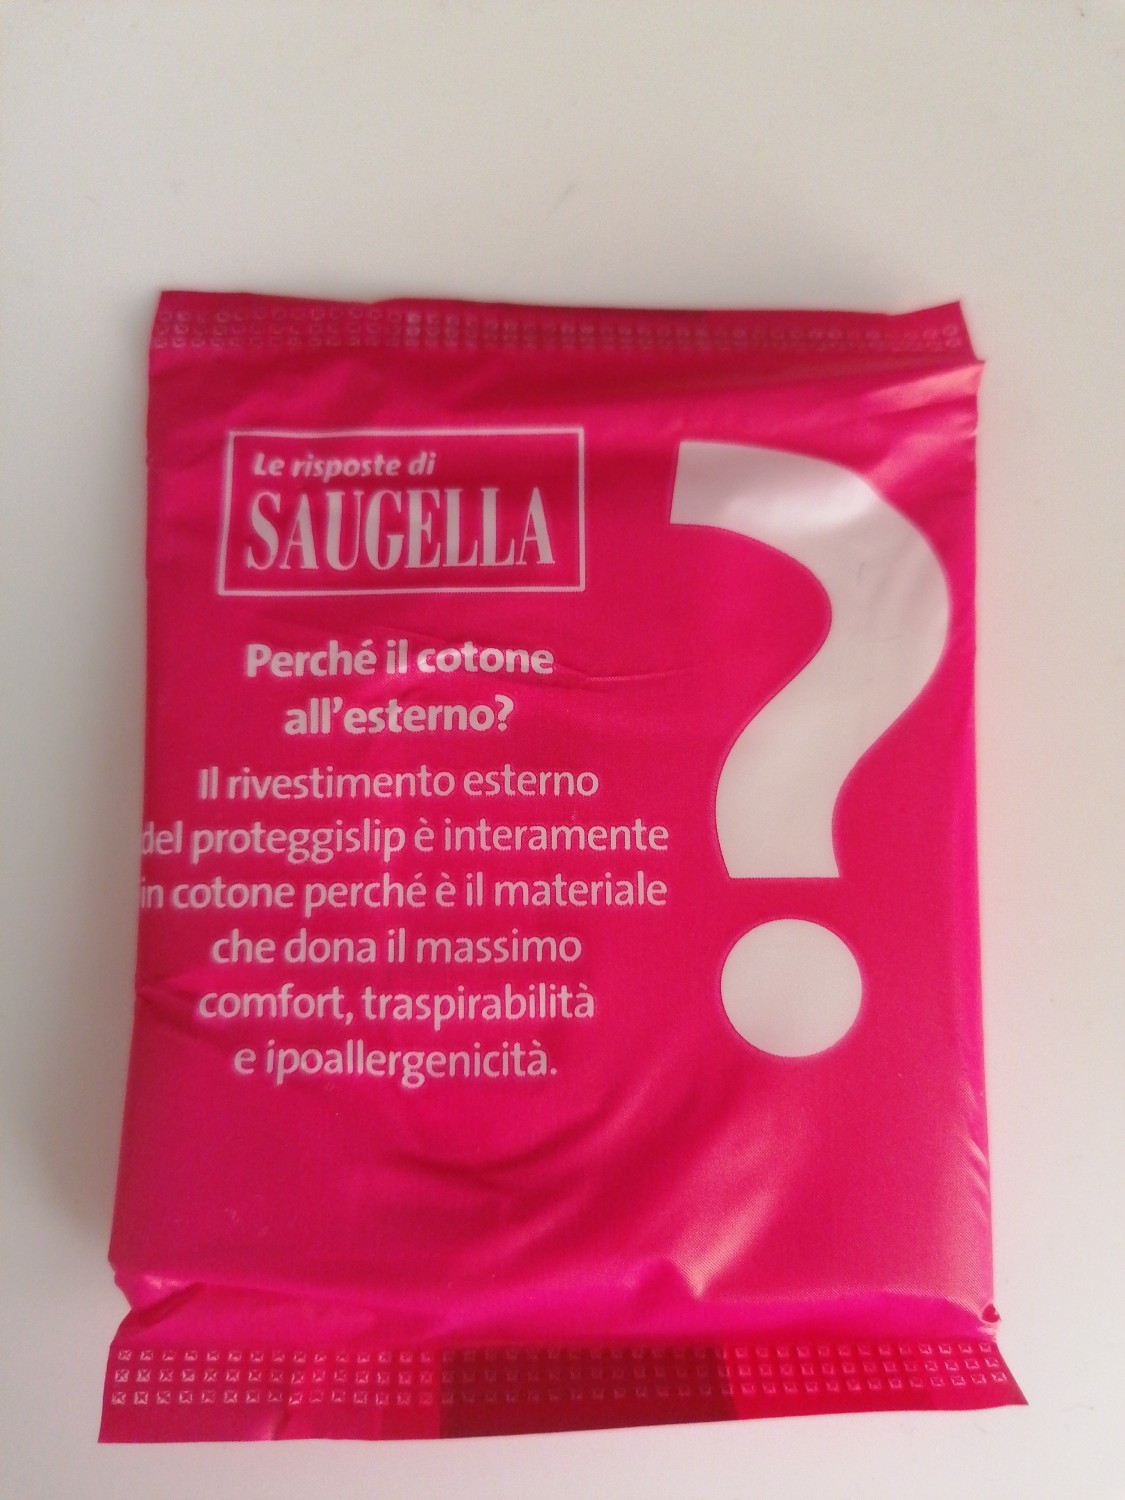 Le risposte di
SAUGELLA
Perché il cotone
all'esterno?
Il rivestimento esterno
del proteggislip è interamente
in cotone perché è il materiale
che dona il massimo
comfort, traspirabilità
e ipoallergenicità.
?